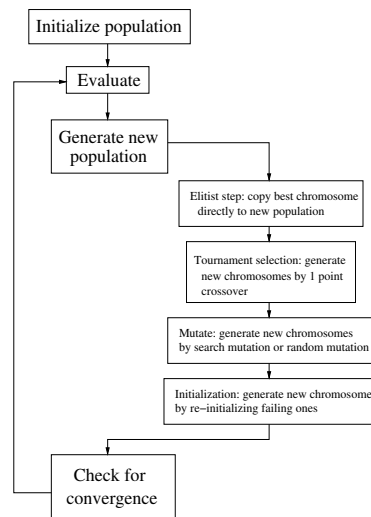 Initialize population
Evaluate
Generate new
population
Elitist step: copy best chromosome
directly to new population
Tournament selection: generate
new chromosomes by 1 point
crossover
Mutate: generate new chromosomes
by search mutation or random mutation
Initialization: generate new chromosome
by re−initializing failing ones
Check for
convergence